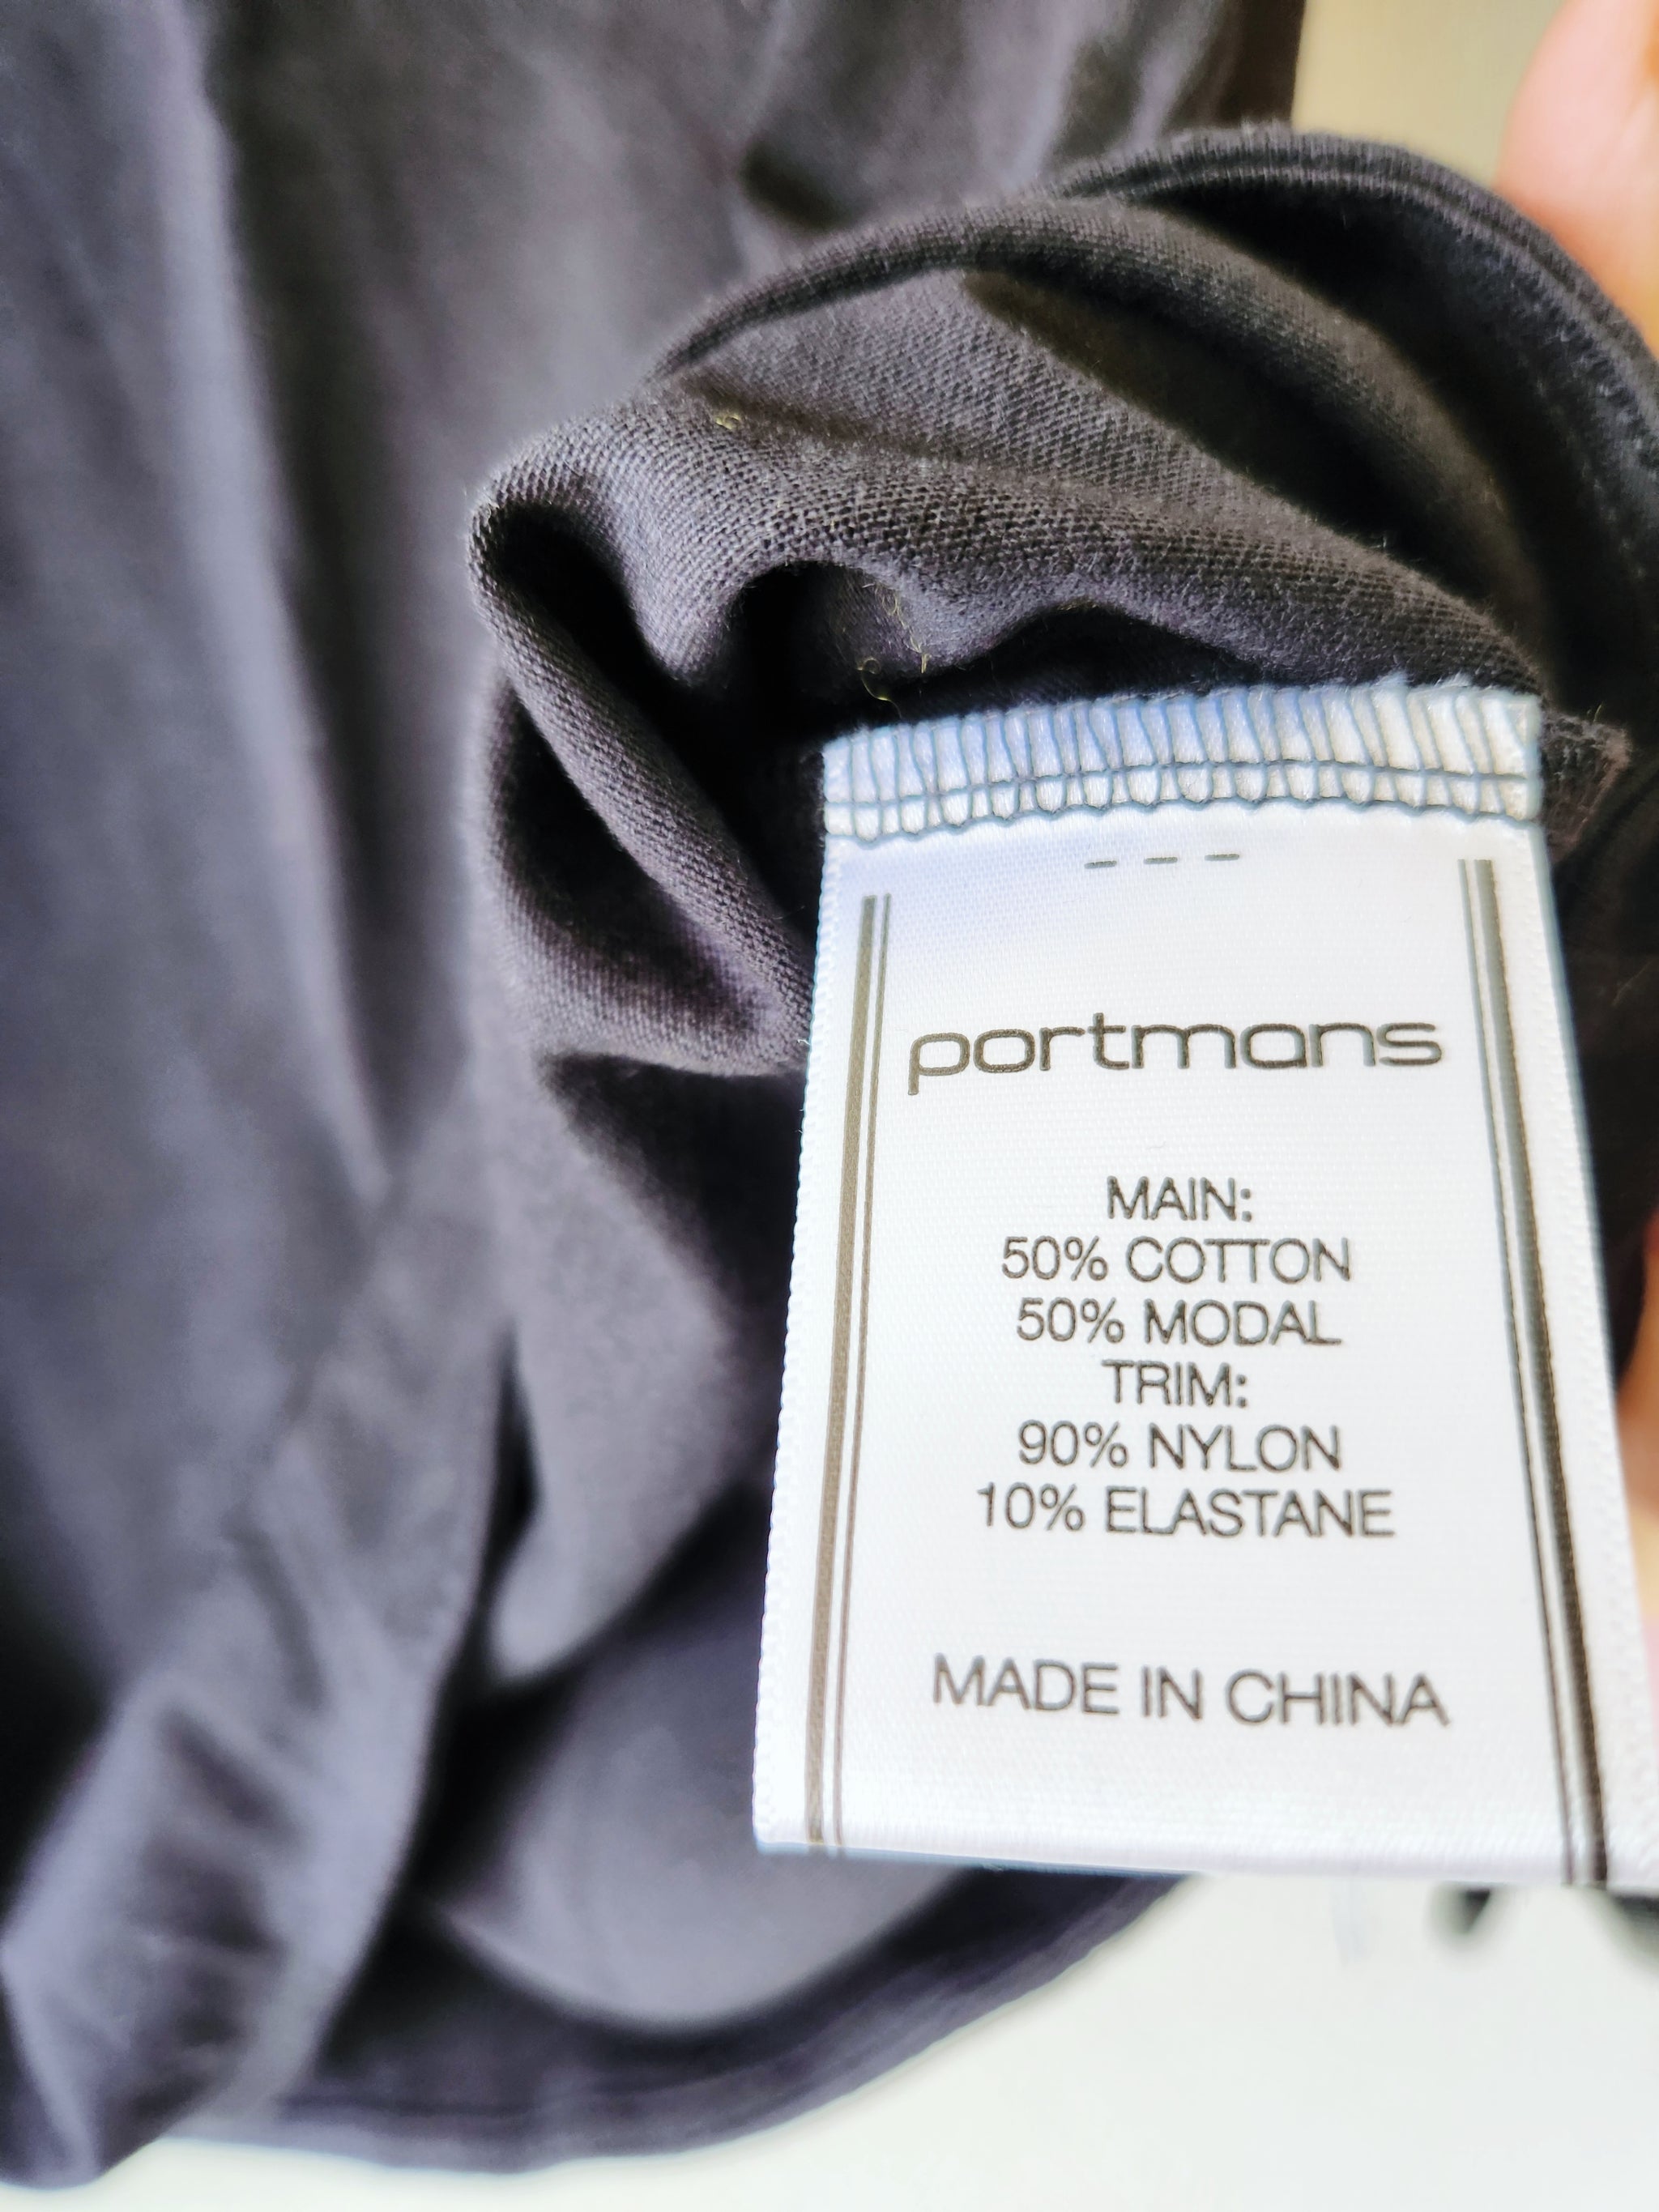 portmans
MAIN:
50% COTTON
50% MODAL
TRIM:
90% NYLON
10% ELASTANE
MADE IN CHINA